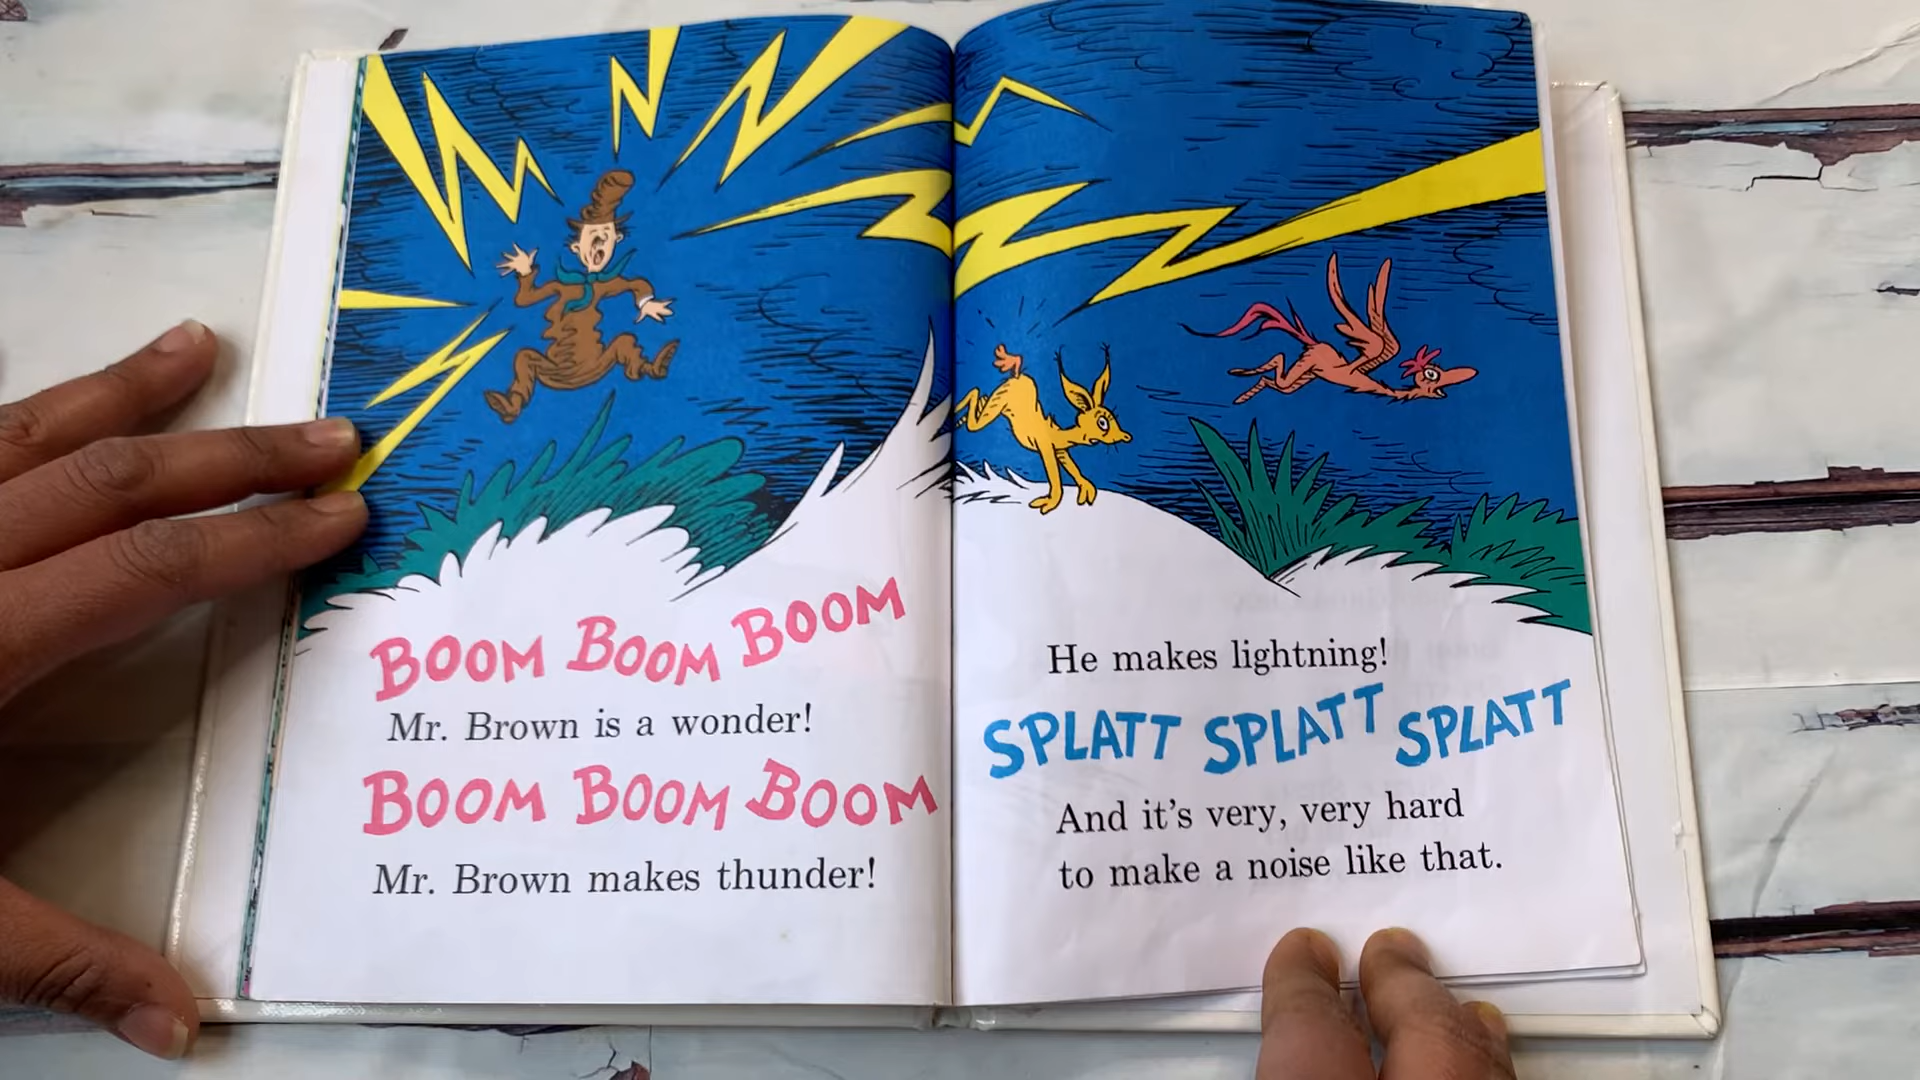 BOOM BOOM BOOM
Mr. Brown is a wonder!
BOOM BOOM BOOM
Mr. Brown makes thunder!
He makes lightning!
SPLATT SPLATT SPLATT
And it's very, very hard
to make a noise like that.